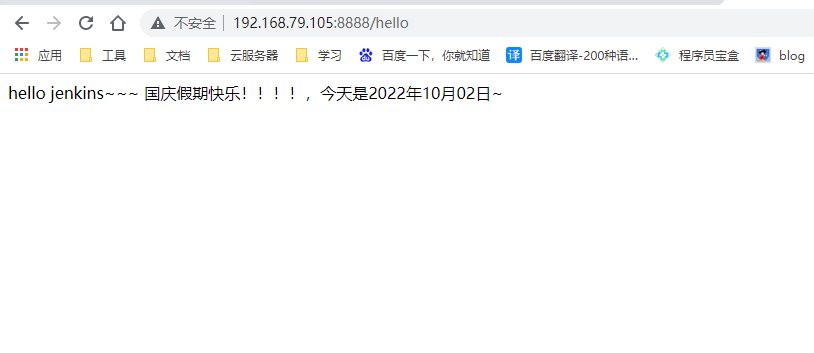 不安全 192.168.79.105:8888/hello
应用 工具 文档 云服务器 学习 百度一下，你就知道 译 百度翻译-200种语... 程序员宝盒 blog
hello jenkins~~~ 国庆假期快乐！！！！，今天是2022年10月02日~